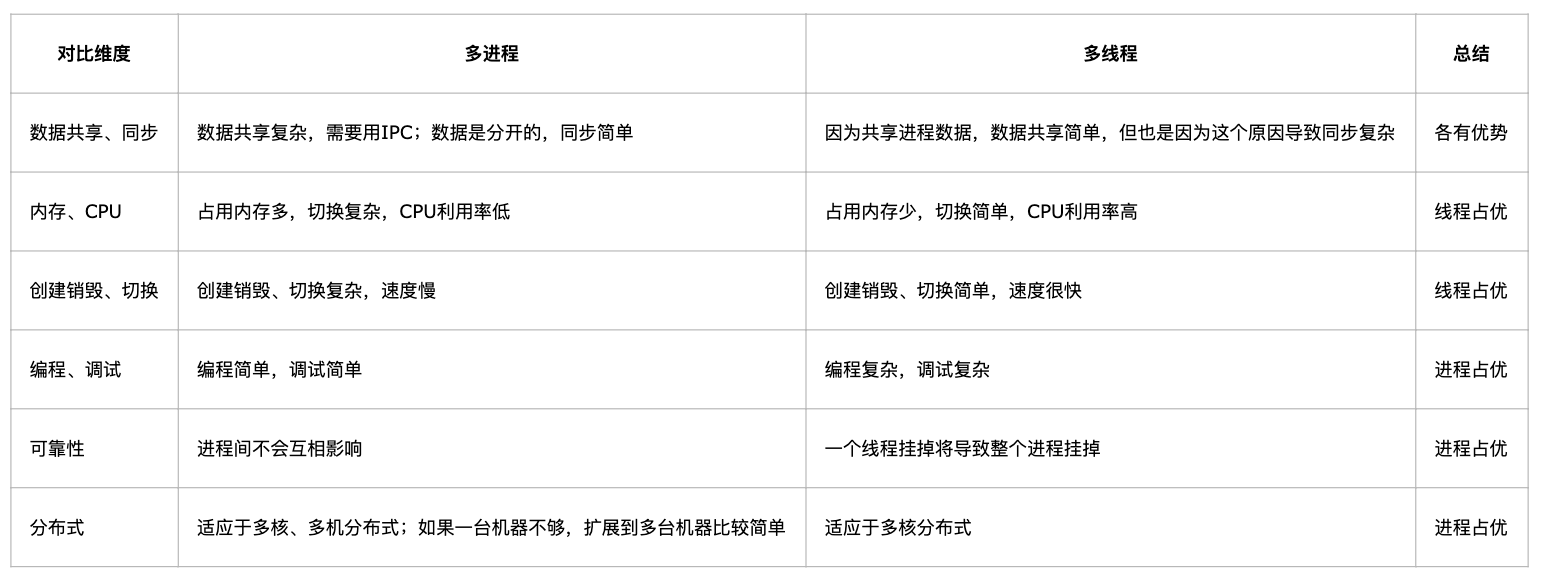 对比维度 多进程 多线程 总结
数据共享、同步 数据共享复杂，需要用IPC；数据是分开的，同步简单 因为共享进程数据，数据共享简单，但也是因为这个原因导致同步复杂 各有优势
内存、CPU 占用内存多，切换复杂，CPU利用率低 占用内存少，切换简单，CPU利用率高 线程占优
创建销毁、切换 创建销毁、切换复杂，速度慢 创建销毁、切换简单，速度很快 线程占优
编程、调试 编程简单，调试简单 编程复杂，调试复杂 进程占优
可靠性 进程间不会互相影响 一个线程挂掉将导致整个进程挂掉 进程占优
分布式 适应于多核、多机分布式；如果一台机器不够，扩展到多台机器比较简单 适应于多核分布式 进程占优